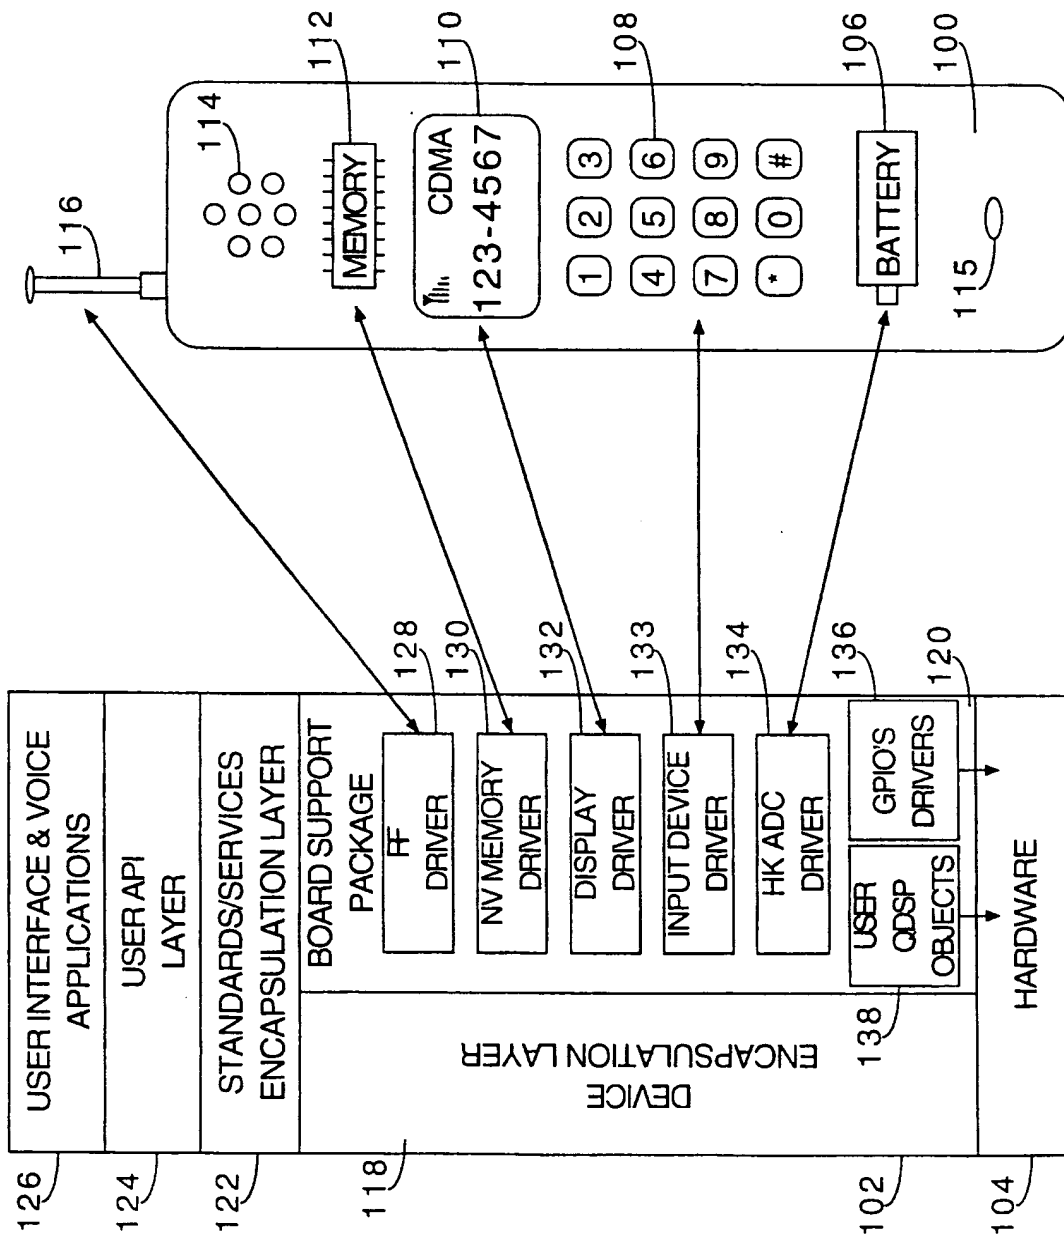 126
USER INTERFACE & VOICE
APPLICATIONS
124
USER API
LAYER
122
STANDARDS/SERVICES
ENCAPSULATION LAYER
118
DEVICE
ENCAPSULATION LAYER
BOARD SUPPORT
PACKAGE
RF
DRIVER
128
NV MEMORY
DRIVER
130
DISPLAY
DRIVER
132
INPUT DEVICE
DRIVER
133
HK ADC
DRIVER
134
USER
QDSP
OBJECTS
138
GPIO'S
DRIVERS
136
120
102
HARDWARE
104
116
114
MEMORY
112
CDMA
123-4567
110
1 2 3
4 5 6
7 8 9
* 0 #
108
BATTERY
106
115
100